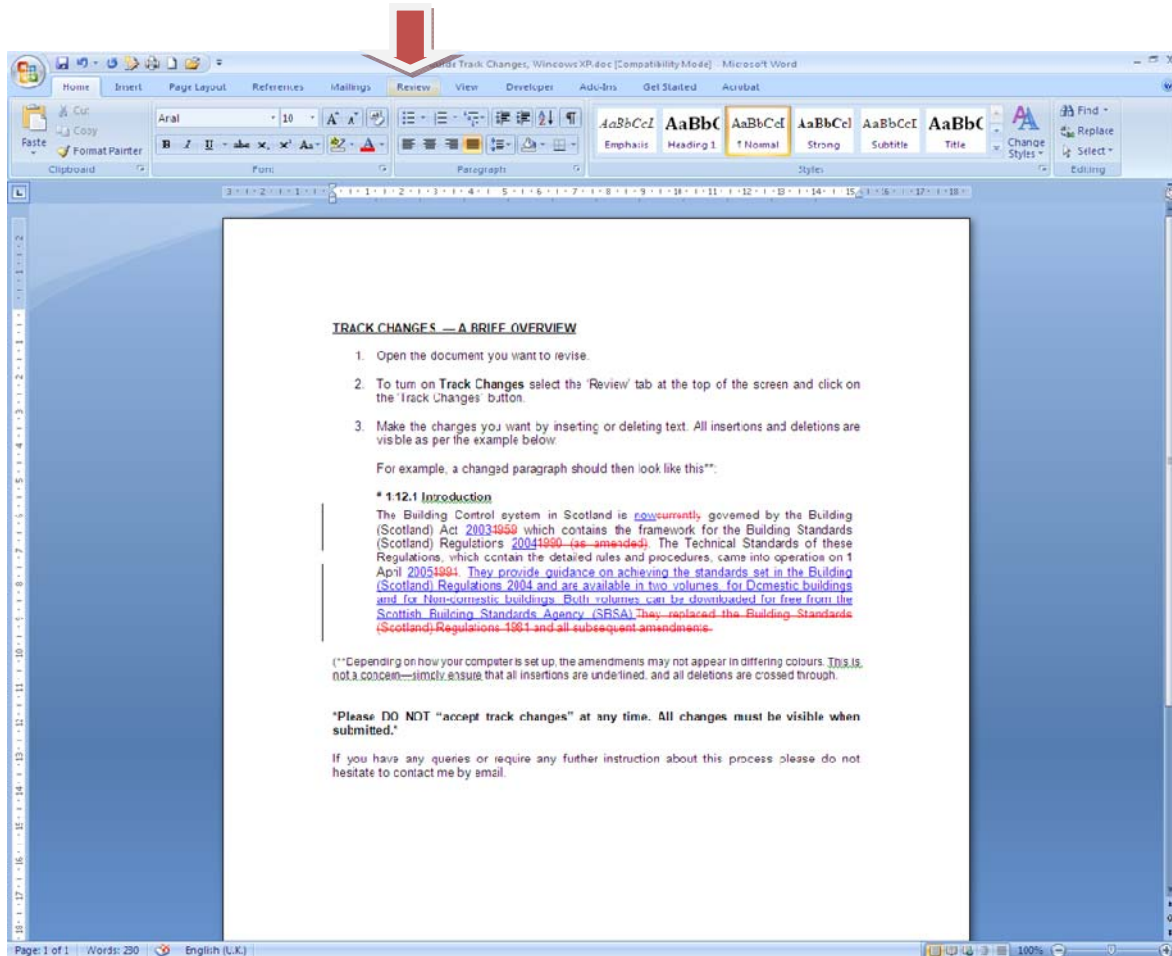 Track Changes, Windows XP.doc [Compatibility Mode] - Microsoft Word
Home Insert Page Layout References Mailings Review View Developer Add-Ins Get Started Acrobat
Cut
Copy
Paste
Format Painter
Clipboard
Arial 10
Font
Paragraph
AaBbCcI AaBbC AaBbCcI AaBbCcI AaBbCcI AaBbC
Emphasis Heading 1 ¶ Normal Strong Subtitle Title
Change Styles
Styles
Find
Replace
Select
Editing
TRACK CHANGES — A BRIEF OVERVIEW
1. Open the document you want to revise.
2. To turn on Track Changes select the 'Review' tab at the top of the screen and click on
the 'Track Changes' button.
3. Make the changes you want by inserting or deleting text. All insertions and deletions are
visible as per the example below.
For example, a changed paragraph should then look like this**:
* 1.12.1 Introduction
The Building Control system in Scotland is nowcurrently governed by the Building
(Scotland) Act 20031959 which contains the framework for the Building Standards
(Scotland) Regulations 20041990 (as amended). The Technical Standards of these
Regulations, which contain the detailed rules and procedures, came into operation on 1
April 20051991. They provide guidance on achieving the standards set in the Building
(Scotland) Regulations 2004 and are available in two volumes, for Domestic buildings
and for Non-domestic buildings. Both volumes can be downloaded for free from the
Scottish Building Standards Agency (SBSA).They replaced the Building Standards
(Scotland) Regulations 1981 and all subsequent amendments.
(**Depending on how your computer is set up, the amendments may not appear in differing colours. This is
not a concern—simply ensure that all insertions are underlined, and all deletions are crossed through.
*Please DO NOT “accept track changes” at any time. All changes must be visible when
submitted.*
If you have any queries or require any further instruction about this process please do not
hesitate to contact me by email.
Page: 1 of 1 Words: 230 English (U.K.) 100%